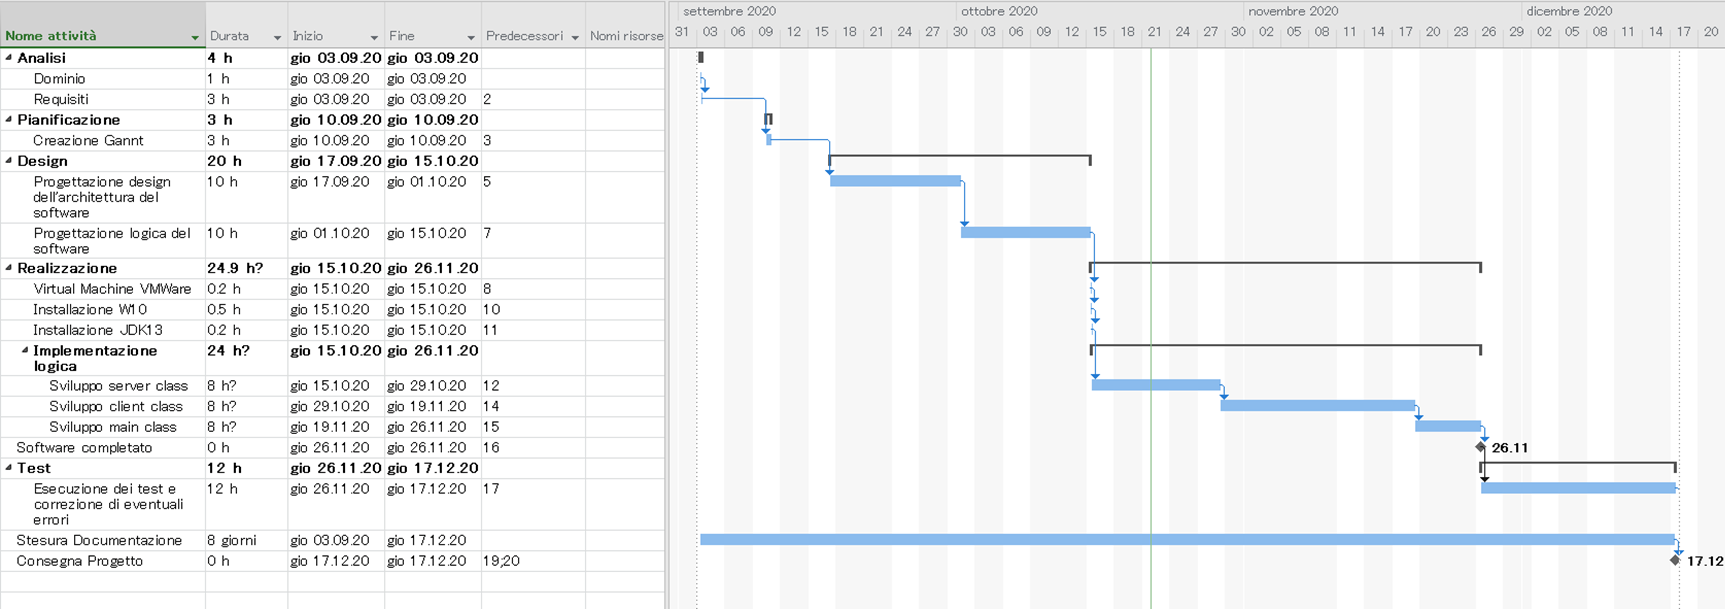 settembre 2020 ottobre 2020 novembre 2020 dicembre 2020
Nome attività Durata Inizio Fine Predecessori Nomi risorse 31 03 06 09 12 15 18 21 24 27 30 03 06 09 12 15 18 21 24 27 30 02 05 08 11 14 17 20 23 26 29 02 05 08 11 14 17 20
Analisi 4 h gio 03.09.20 gio 03.09.20
Dominio 1 h gio 03.09.20 gio 03.09.20
Requisiti 3 h gio 03.09.20 gio 03.09.20 2
Pianificazione 3 h gio 10.09.20 gio 10.09.20
Creazione Gannt 3 h gio 10.09.20 gio 10.09.20 3
Design 20 h gio 17.09.20 gio 15.10.20
Progettazione design 10 h gio 17.09.20 gio 01.10.20 5
dell'architettura del
software
Progettazione logica del 10 h gio 01.10.20 gio 15.10.20 7
software
Realizzazione 24.9 h? gio 15.10.20 gio 26.11.20
Virtual Machine VMWare 0.2 h gio 15.10.20 gio 15.10.20 8
Installazione W10 0.5 h gio 15.10.20 gio 15.10.20 10
Installazione JDK13 0.2 h gio 15.10.20 gio 15.10.20 11
Implementazione 24 h? gio 15.10.20 gio 26.11.20
logica
Sviluppo server class 8 h? gio 15.10.20 gio 29.10.20 12
Sviluppo client class 8 h? gio 29.10.20 gio 19.11.20 14
Sviluppo main class 8 h? gio 19.11.20 gio 26.11.20 15
Software completato 0 h gio 26.11.20 gio 26.11.20 16 26.11
Test 12 h gio 26.11.20 gio 17.12.20
Esecuzione dei test e 12 h gio 26.11.20 gio 17.12.20 17
correzione di eventuali
errori
Stesura Documentazione 8 giorni gio 03.09.20 gio 17.12.20
Consegna Progetto 0 h gio 17.12.20 gio 17.12.20 19;20 17.12